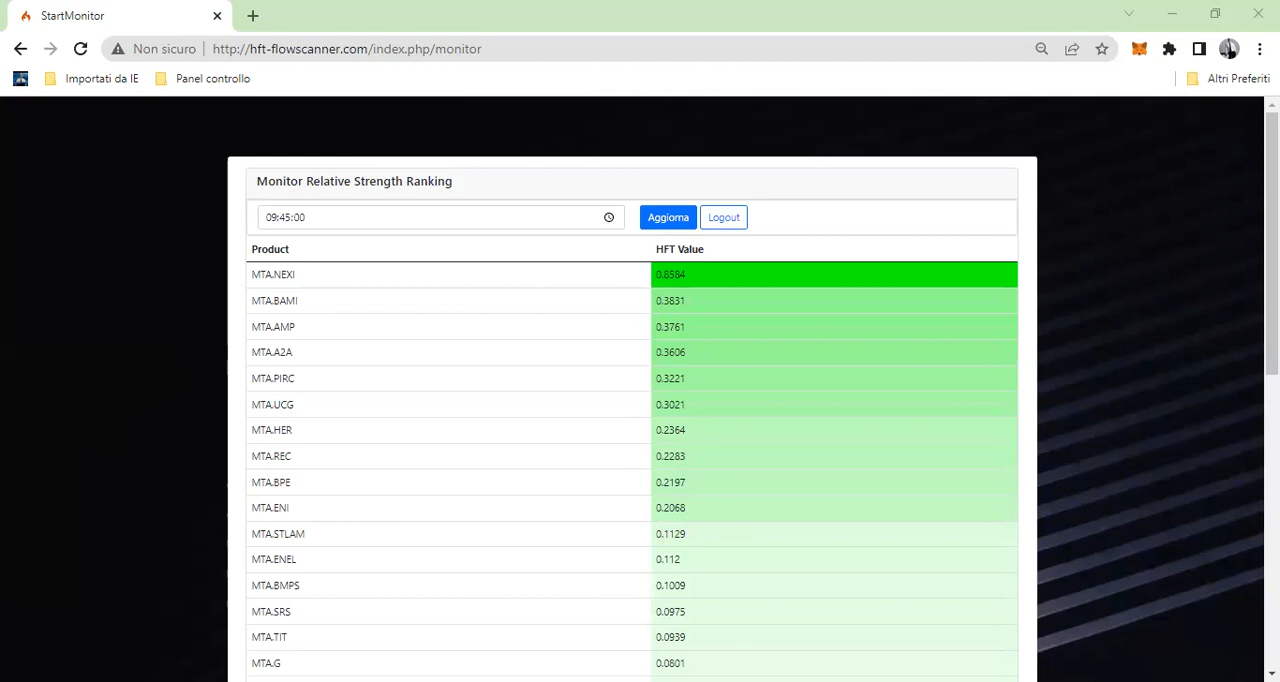 StartMonitor
Non sicuro http://hft-flowscanner.com/index.php/monitor
Importati da IE Panel controllo Altri Preferiti
Monitor Relative Strength Ranking
09:45:00 Aggiorna Logout
Product HFT Value
MTA.NEXI 0.8584
MTA.BAMI 0.3831
MTA.AMP 0.3761
MTA.A2A 0.3606
MTA.PIRC 0.3221
MTA.UCG 0.3021
MTA.HER 0.2364
MTA.REC 0.2283
MTA.BPE 0.2197
MTA.ENI 0.2068
MTA.STLAM 0.1129
MTA.ENEL 0.112
MTA.BMPS 0.1009
MTA.SRS 0.0975
MTA.TIT 0.0939
MTA.G 0.0801